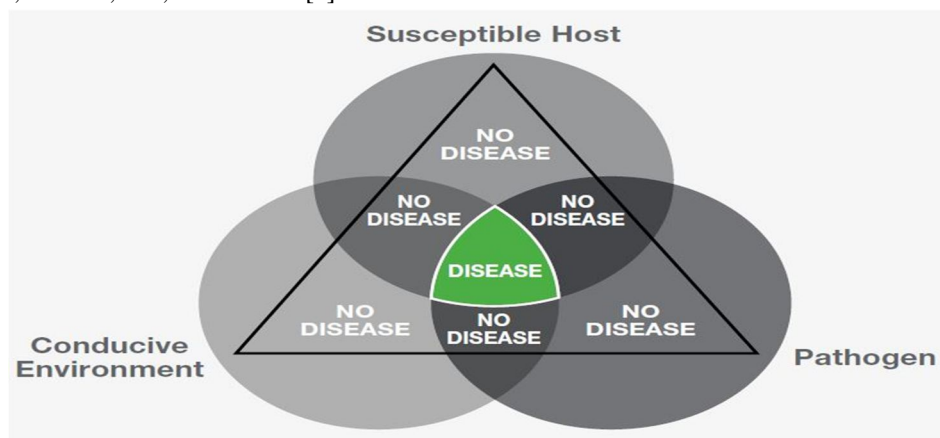 Susceptible Host
NO
DISEASE
NO
DISEASE
NO
DISEASE
DISEASE
NO
DISEASE
NO
DISEASE
NO
DISEASE
Conducive
Environment
Pathogen